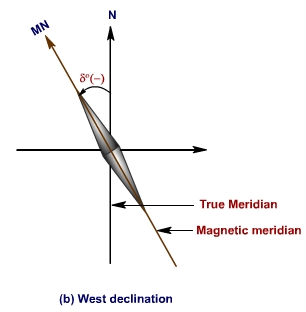 MN
N
δ°(−)
True Meridian
Magnetic meridian
(b) West declination